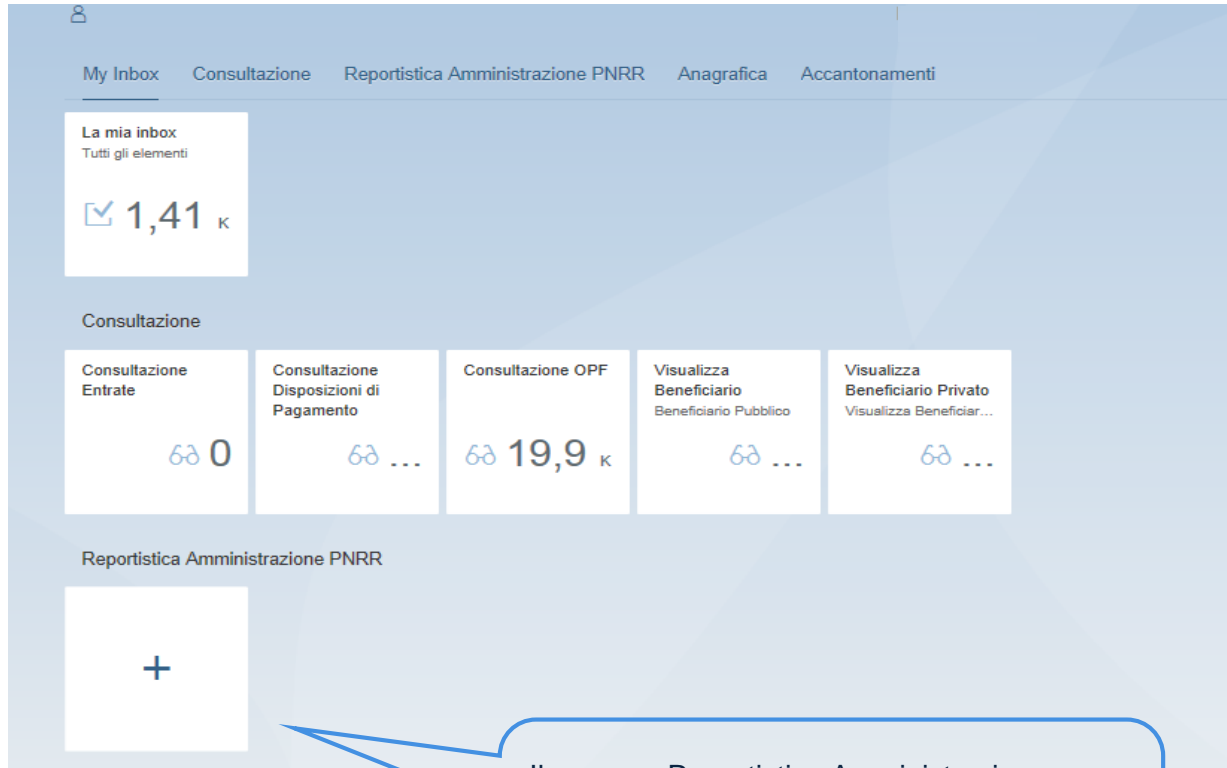 My Inbox Consultazione Reportistica Amministrazione PNRR Anagrafica Accantonamenti
La mia inbox
Tutti gli elementi
1,41 K
Consultazione
Consultazione
Entrate
0
Consultazione
Disposizioni di
Pagamento
...
Consultazione OPF
19,9 K
Visualizza
Beneficiario
Beneficiario Pubblico
...
Visualizza
Beneficiario Privato
Visualizza Beneficiar...
...
Reportistica Amministrazione PNRR
+
Reportistica